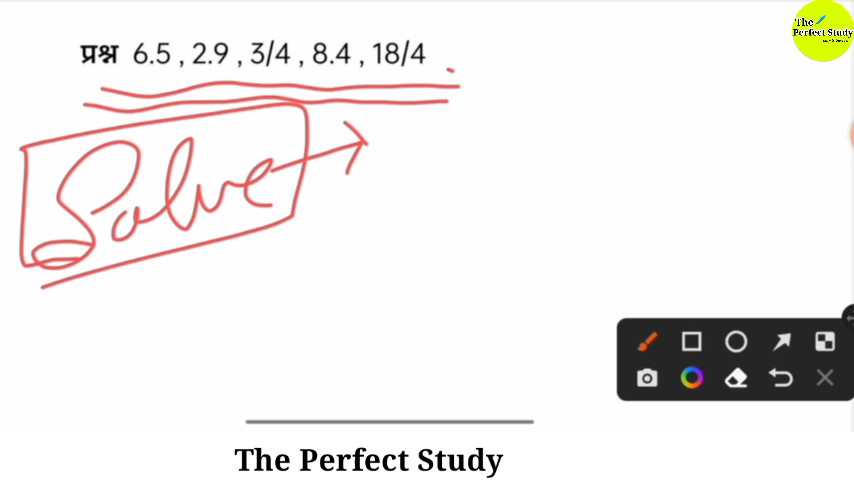 The
Perfect Study
प्रश्न 6.5 , 2.9 , 3/4 , 8.4 , 18/4
Solve
The Perfect Study